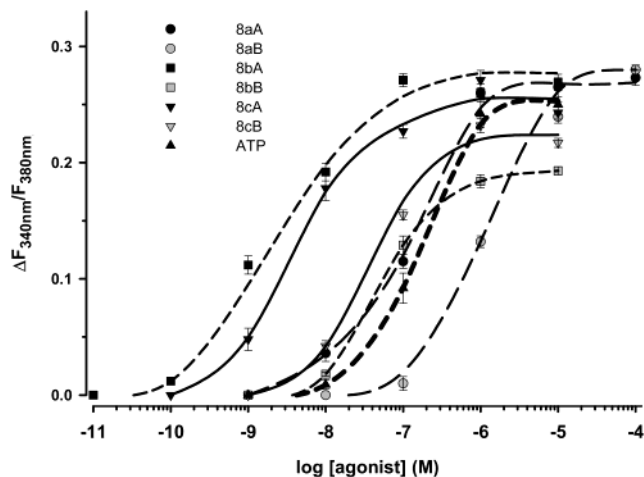 8aA
8aB
8bA
8bB
8cA
8cB
ATP
0.3
0.2
0.1
0.0
ΔF340nm/F380nm
-11 -10 -9 -8 -7 -6 -5 -4
log [agonist] (M)